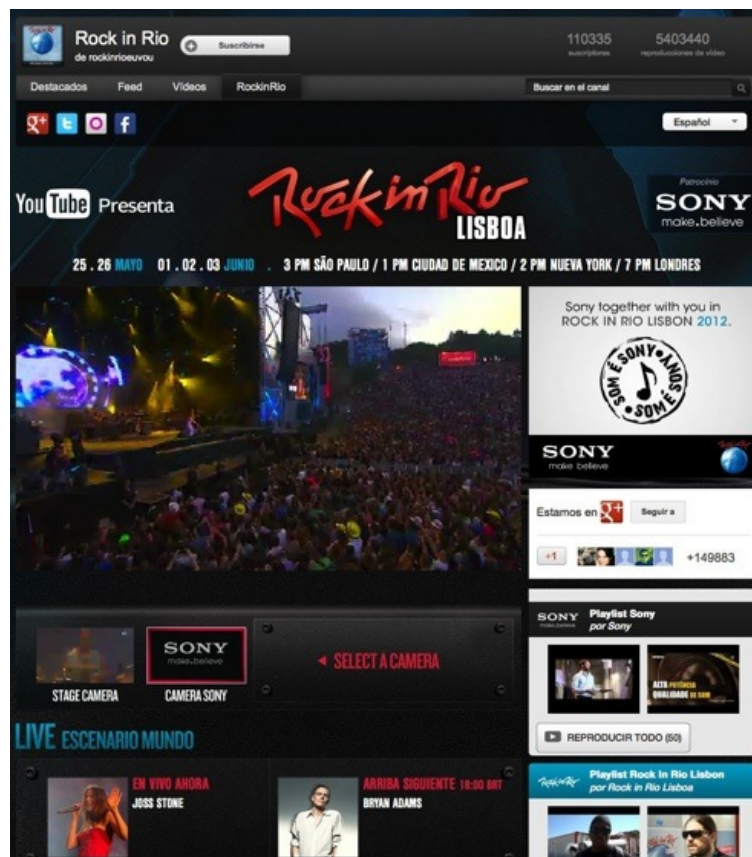 Rock in Rio
de rockinrioeuvou
Suscribirse
110335
suscriptores
5403440
reproducciones de vídeo
Destacados
Feed
Vídeos
RockinRio
Buscar en el canal
Español
You Tube Presenta
Rock in Rio
LISBOA
Patrocinio
SONY
make.believe
25 . 26 MAYO 01 . 02 . 03 JUNIO . 3 PM SÃO PAULO / 1 PM CIUDAD DE MEXICO / 2 PM NUEVA YORK / 7 PM LONDRES
Sony together with you in
ROCK IN RIO LISBON 2012.
SOM É SONY • ANOS
SOM É S
SONY
make believe
Estamos en g+ Seguir a
+1
+149883
SONY
make.believe
Playlist Sony
por Sony
ALTA POTÊNCIA
QUALIDADE DE SOM
REPRODUCIR TODO (50)
SONY
make.believe
SELECT A CAMERA
STAGE CAMERA
CAMERA SONY
LIVE ESCENARIO MUNDO
EN VIVO AHORA
JOSS STONE
ARRIBA SIGUIENTE 18:00 GMT
BRYAN ADAMS
Rock in Rio
Playlist Rock In Rio Lisbon
por Rock in Rio Lisboa